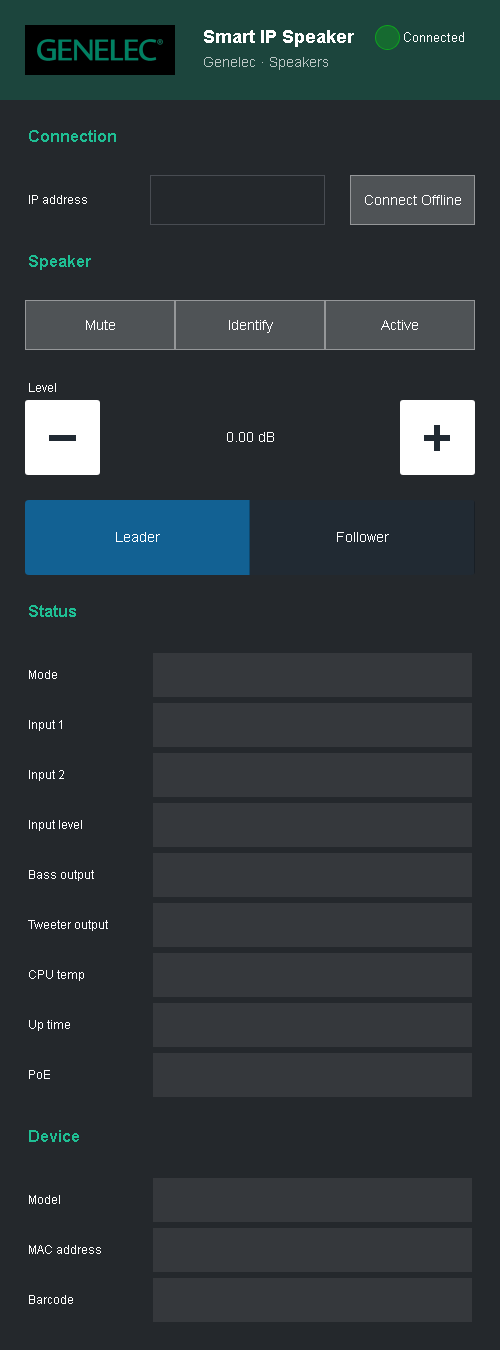 GENELEC®
Smart IP Speaker
Genelec · Speakers
Connected
Connection
IP address
Connect Offline
Speaker
Mute Identify Active
Level
0.00 dB
Leader Follower
Status
Mode
Input 1
Input 2
Input level
Bass output
Tweeter output
CPU temp
Up time
PoE
Device
Model
MAC address
Barcode